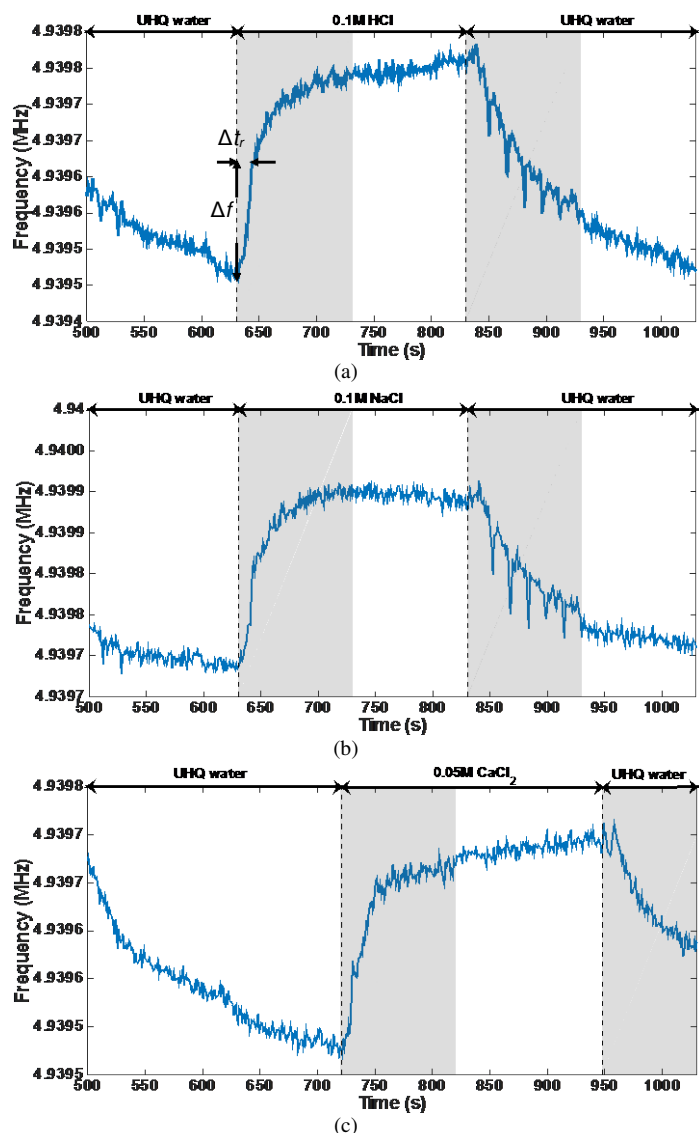 UHQ water 0.1M HCl UHQ water
4.9398
4.9398
4.9397
4.9397
4.9396
4.9396
4.9395
4.9395
4.9394
Frequency (MHz)
Δtr
Δf
500 550 600 650 700 750 800 850 900 950 1000
Time (s)
(a)
UHQ water 0.1M NaCl UHQ water
4.94
4.9400
4.9399
4.9399
4.9398
4.9398
4.9397
4.9397
Frequency (MHz)
500 550 600 650 700 750 800 850 900 950 1000
Time (s)
(b)
UHQ water 0.05M CaCl2 UHQ water
4.9398
4.9397
4.9397
4.9396
4.9396
4.9395
4.9395
Frequency (MHz)
500 550 600 650 700 750 800 850 900 950 1000
Time (s)
(c)